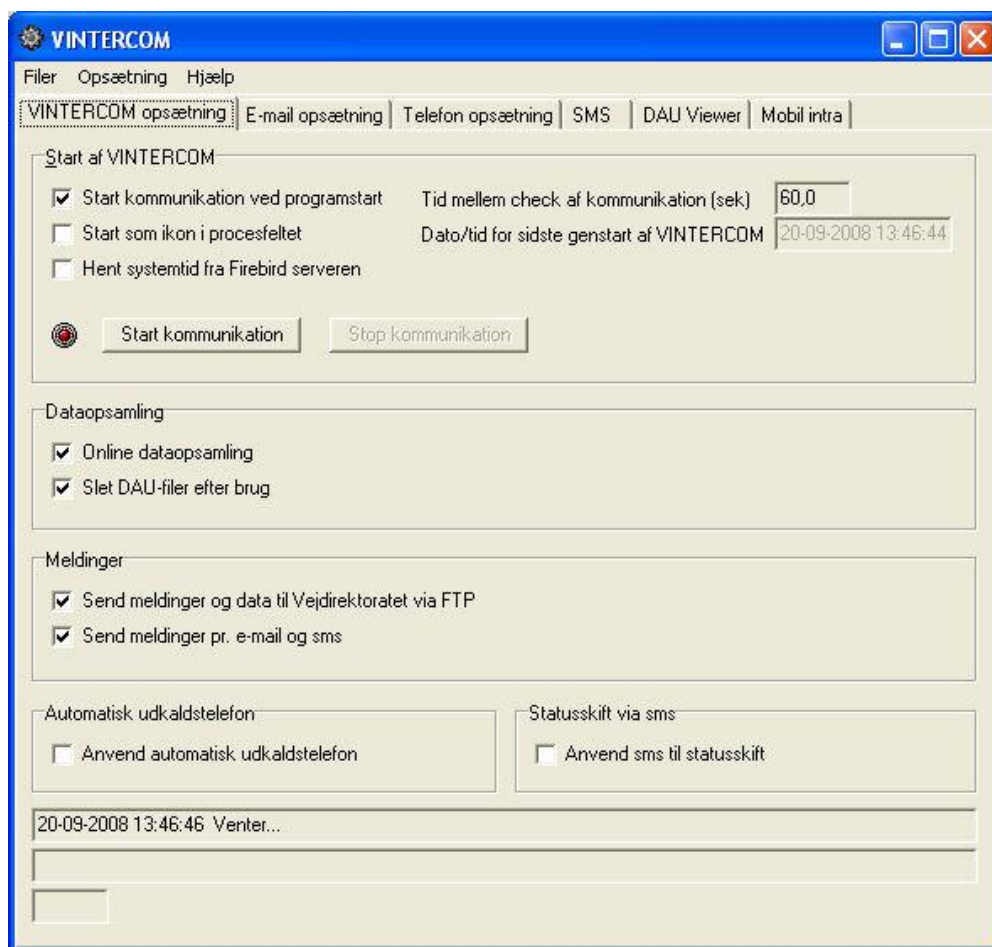 VINTERCOM
Filer Opsætning Hjælp
VINTERCOM opsætning E-mail opsætning Telefon opsætning SMS DAU Viewer Mobil intra
Start af VINTERCOM
Start kommunikation ved programstart Tid mellem check af kommunikation (sek) 60,0
Start som ikon i procesfeltet Dato/tid for sidste genstart af VINTERCOM 20-09-2008 13:46:44
Hent systemtid fra Firebird serveren
Start kommunikation Stop kommunikation
Dataopsamling
Online dataopsamling
Slet DAU-filer efter brug
Meldinger
Send meldinger og data til Vejdirektoratet via FTP
Send meldinger pr. e-mail og sms
Automatisk udkaldstelefon Statusskift via sms
Anvend automatisk udkaldstelefon Anvend sms til statusskift
20-09-2008 13:46:46 Venter...